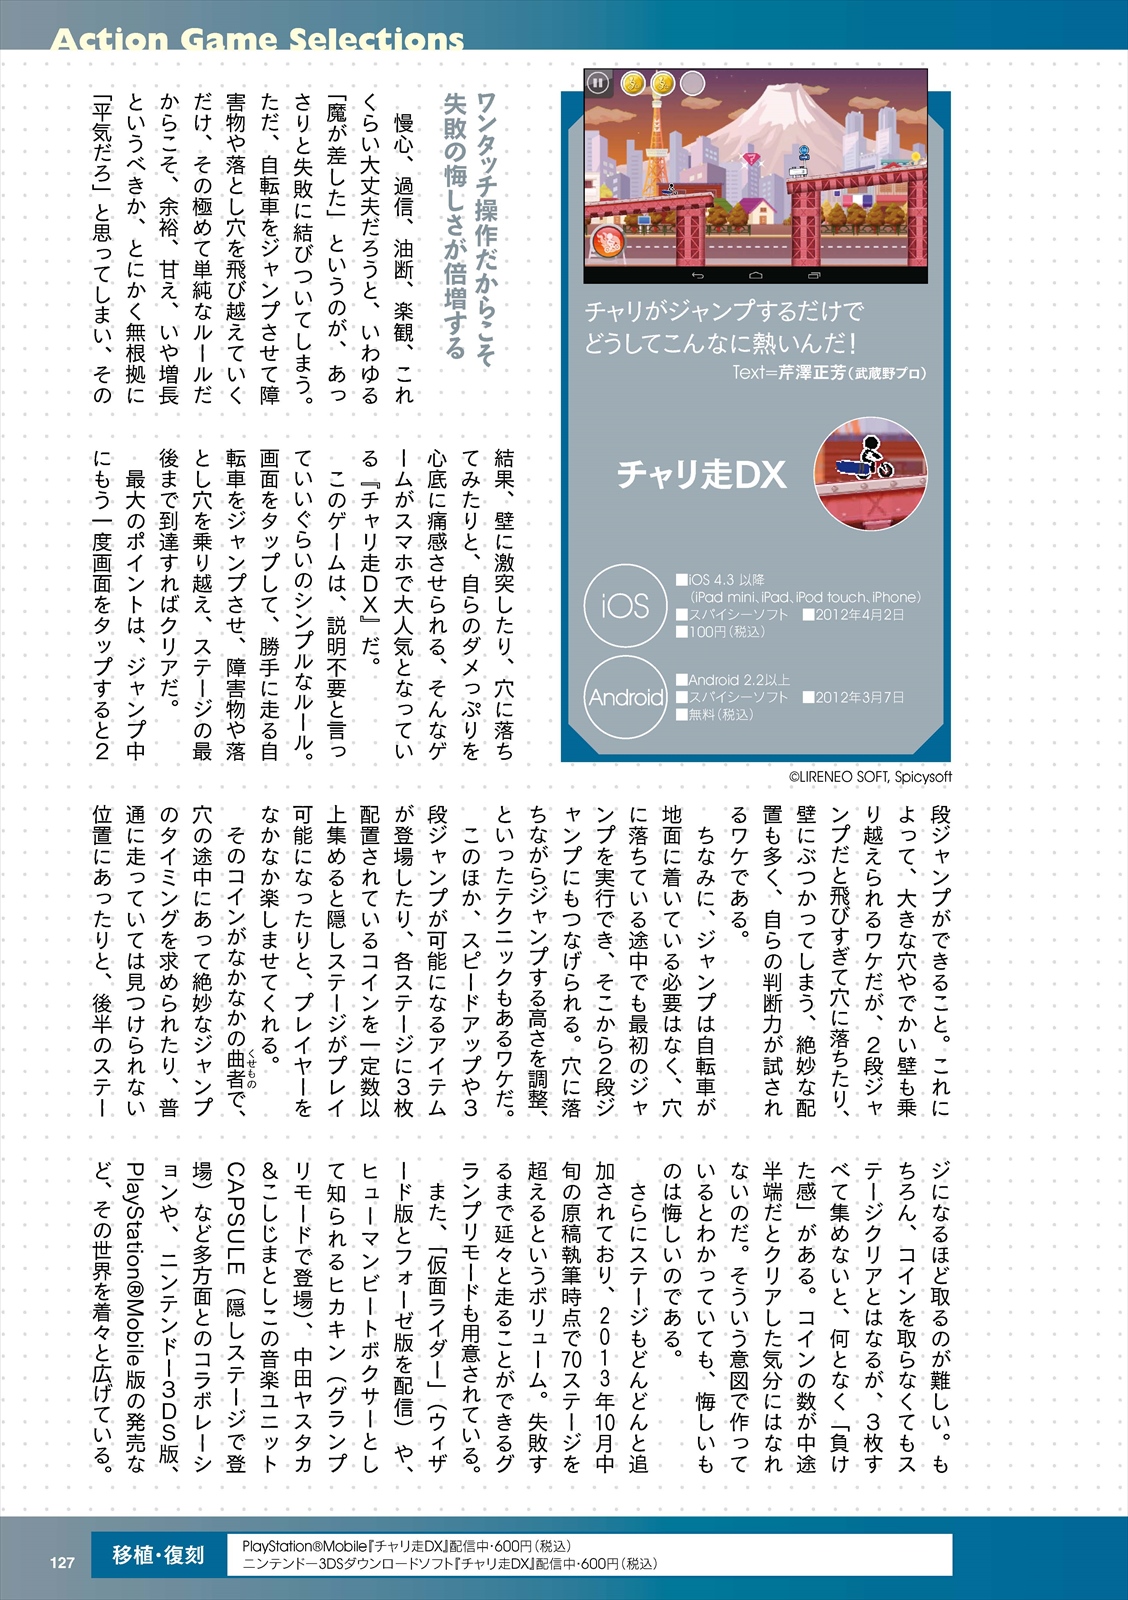 Action Game Selections
チャリがジャンプするだけで
どうしてこんなに熱いんだ！
Text=芹澤正芳（武蔵野プロ）
チャリ走DX
iOS
■iOS 4.3 以降
（iPad mini、iPad、iPod touch、iPhone）
■スパイシーソフト　■2012年4月2日
■100円（税込）
Android
■Android 2.2以上
■スパイシーソフト　■2012年3月7日
■無料（税込）
©LIRENEO SOFT, Spicysoft
ワンタッチ操作だからこそ
失敗の悔しさが倍増する
慢心、過信、油断、楽観、これ
くらい大丈夫だろうと、いわゆる
「魔が差した」というのが、あっ
さりと失敗に結びついてしまう。
ただ、自転車をジャンプさせて障
害物や落とし穴を飛び越えていく
だけ、その極めて単純なルールだ
からこそ、余裕、甘え、いや増長
というべきか、とにかく無根拠に
「平気だろ」と思ってしまい、その
結果、壁に激突したり、穴に落ち
てみたりと、自らのダメっぷりを
心底に痛感させられる、そんなゲ
ームがスマホで大人気となってい
る『チャリ走DX』だ。
このゲームは、説明不要と言っ
ていいぐらいのシンプルなルール。
画面をタップして、勝手に走る自
転車をジャンプさせ、障害物や落
とし穴を乗り越え、ステージの最
後まで到達すればクリアだ。
最大のポイントは、ジャンプ中
にもう一度画面をタップすると2
段ジャンプができること。これに
よって、大きな穴やでかい壁も乗
り越えられるワケだが、2段ジャ
ンプだと飛びすぎて穴に落ちたり、
壁にぶつかってしまう、絶妙な配
置も多く、自らの判断力が試され
るワケである。
ちなみに、ジャンプは自転車が
地面に着いている必要はなく、穴
に落ちている途中でも最初のジャ
ンプを実行でき、そこから2段ジ
ャンプにもつなげられる。穴に落
ちながらジャンプする高さを調整、
といったテクニックもあるワケだ。
このほか、スピードアップや3
段ジャンプが可能になるアイテム
が登場したり、各ステージに3枚
配置されているコインを一定数以
上集めると隠しステージがプレイ
可能になったりと、プレイヤーを
なかなか楽しませてくれる。
そのコインがなかなかの曲者で、
くせもの
穴の途中にあって絶妙なジャンプ
のタイミングを求められたり、普
通に走っていては見つけられない
位置にあったりと、後半のステー
ジになるほど取るのが難しい。も
ちろん、コインを取らなくてもス
テージクリアとはなるが、3枚す
べて集めないと、何となく「負け
た感」がある。コインの数が中途
半端だとクリアした気分にはなれ
ないのだ。そういう意図で作って
いるとわかっていても、悔しいも
のは悔しいのである。
さらにステージもどんどんと追
加されており、2013年10月中
旬の原稿執筆時点で70ステージを
超えるというボリューム。失敗す
るまで延々と走ることができるグ
ランプリモードも用意されている。
また、「仮面ライダー」（ウィザ
ード版とフォーゼ版を配信）や、
ヒューマンビートボクサーとし
て知られるヒカキン（グランプ
リモードで登場）、中田ヤスタカ
&こしじまとしこの音楽ユニット
CAPSULE（隠しステージで登
場）など多方面とのコラボレーシ
ョンや、ニンテンドー3DS版、
PlayStation®Mobile版の発売な
ど、その世界を着々と広げている。
127
移植・復刻
PlayStation®Mobile『チャリ走DX』配信中・600円（税込）
ニンテンドー3DSダウンロードソフト『チャリ走DX』配信中・600円（税込）